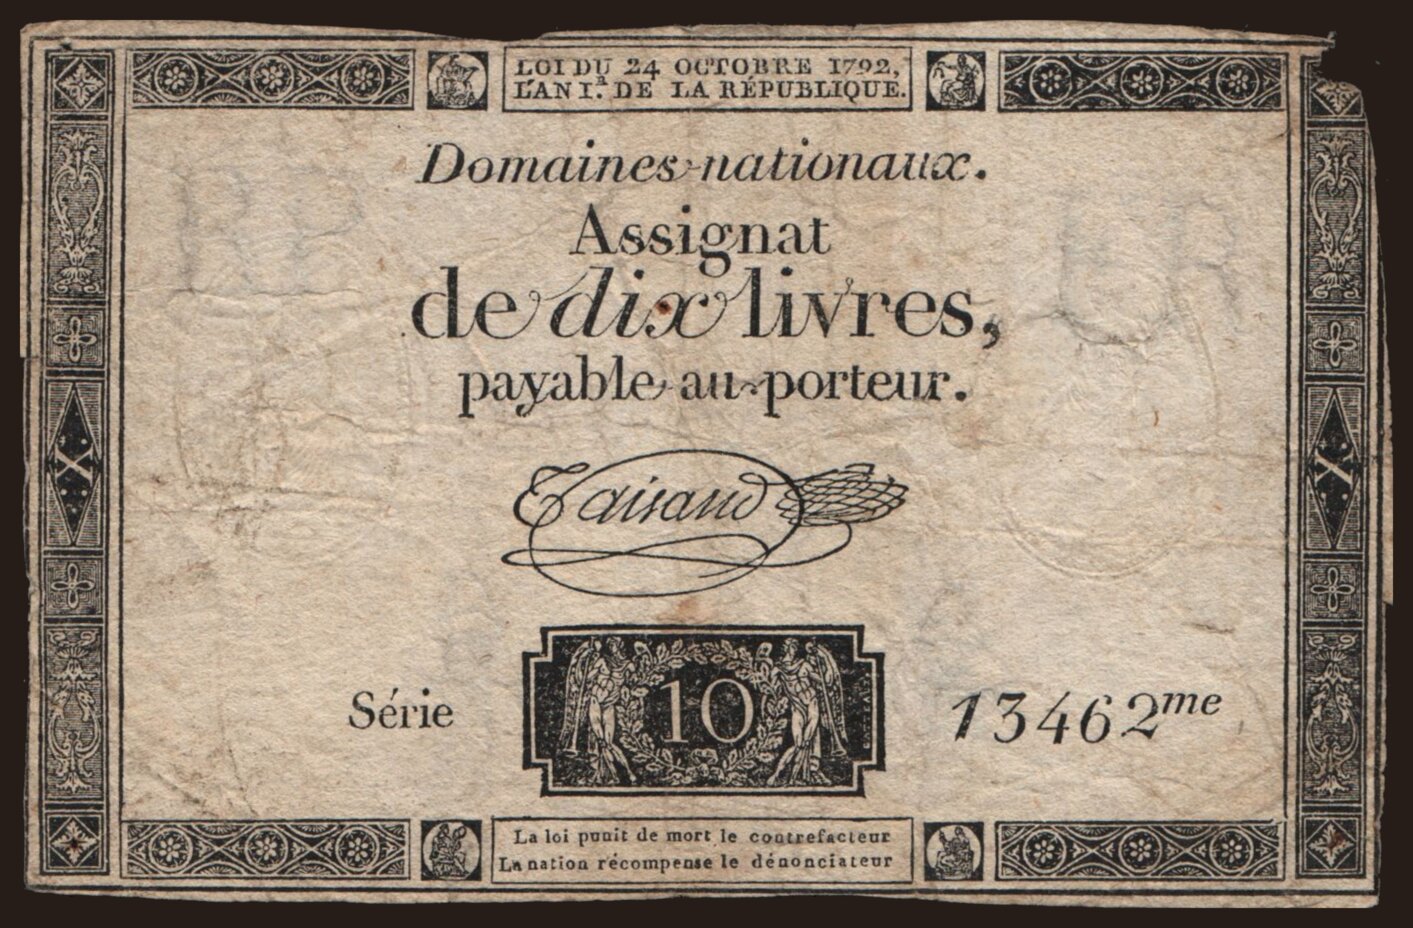 LOI DU 24 OCTOBRE 1792,
L'AN I.R DE LA RÉPUBLIQUE.
Domaines nationaux.
Assignat
de dix livres,
payable au porteur.
Taisaud
X
X
Série
10
13462me
La loi punit de mort le contrefacteur
La nation récompense le dénonciateur